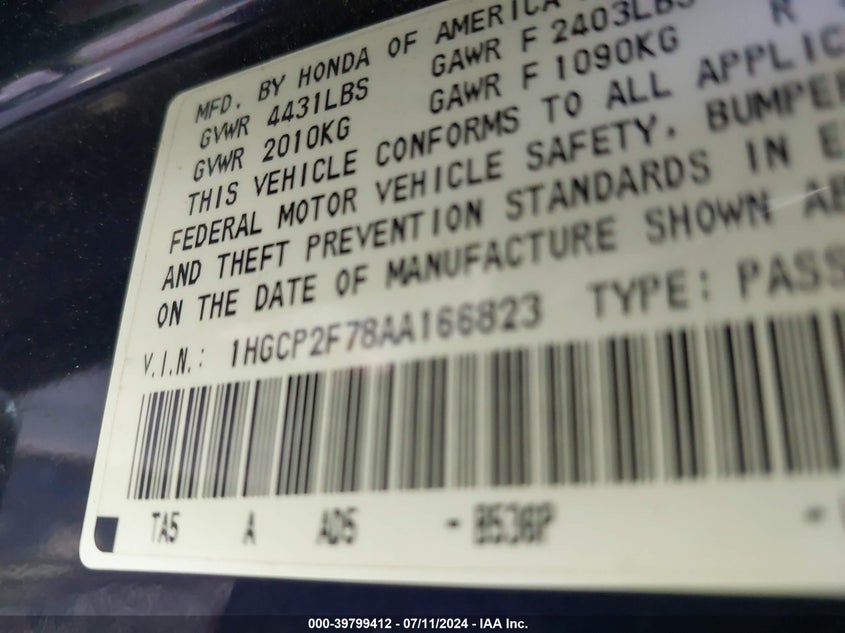 MFD. BY HONDA OF AMERICA
GVWR 4431LBS GAWR F 2403LBS R
GVWR 2010KG GAWR F 1090KG
THIS VEHICLE CONFORMS TO ALL APPLIC
FEDERAL MOTOR VEHICLE SAFETY, BUMPE
AND THEFT PREVENTION STANDARDS IN E
ON THE DATE OF MANUFACTURE SHOWN AB
V.I.N.: 1HGCP2F78AA166823 TYPE: PASS
TA5 A AD5 - B536P -
000-39799412 - 07/11/2024 - IAA Inc.